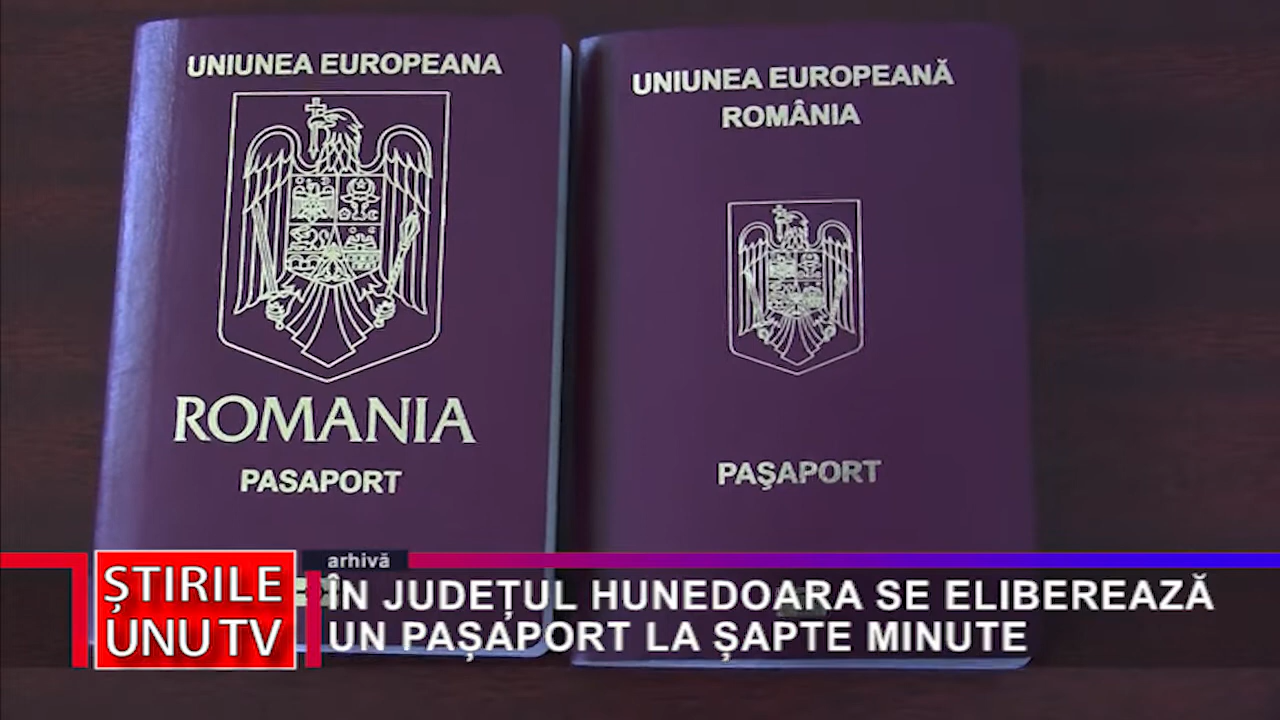 UNIUNEA EUROPEANA
ROMANIA
PASAPORT
UNIUNEA EUROPEANĂ
ROMÂNIA
PAŞAPORT
arhivă
ȘTIRILE
UNU TV
ÎN JUDEȚUL HUNEDOARA SE ELIBEREAZĂ
UN PAȘAPORT LA ȘAPTE MINUTE